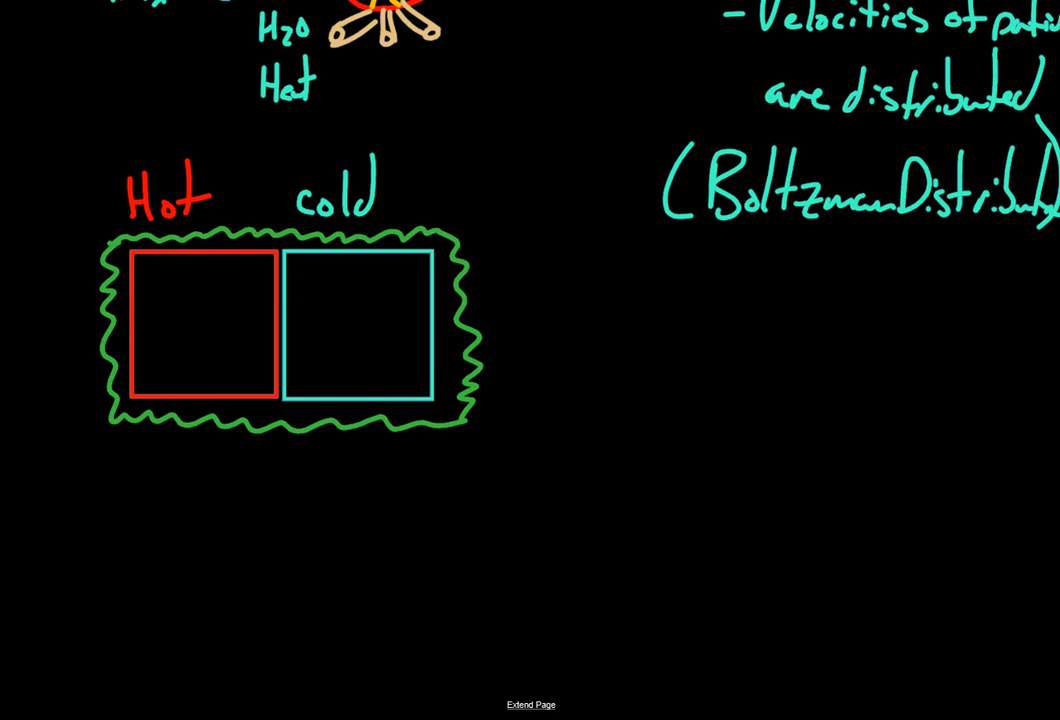 H2O
Hot
- Velocities of
are distributed
(Boltzman
Hot
cold
Extend Page